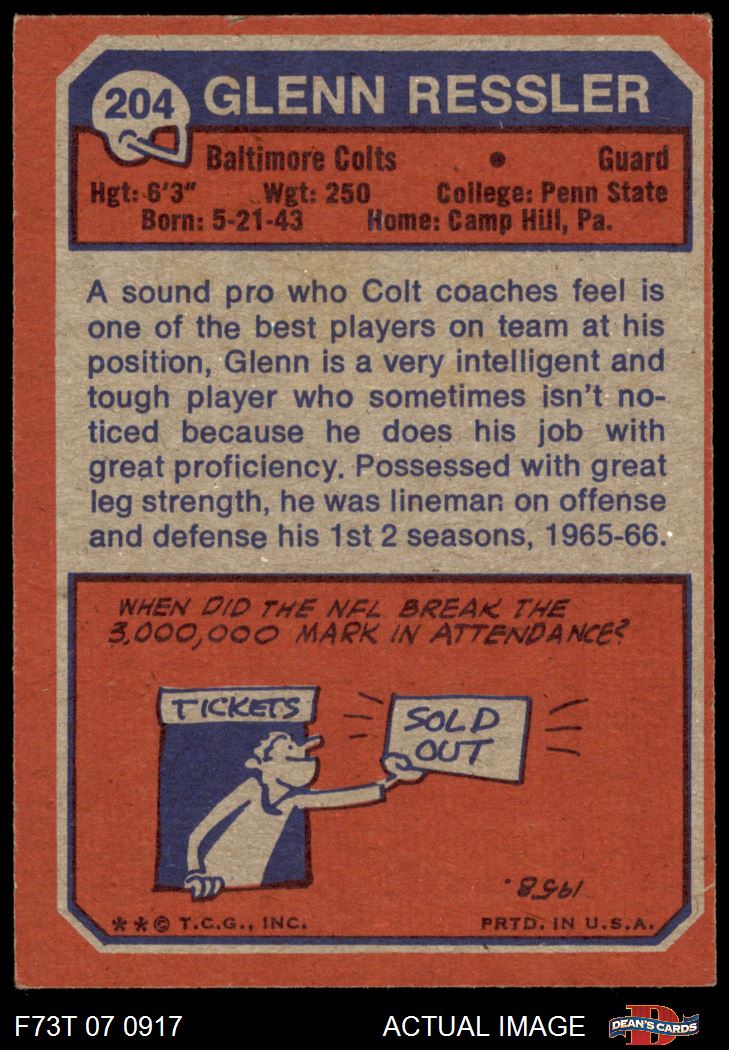 204 GLENN RESSLER
Baltimore Colts • Guard
Hgt: 6'3" Wgt: 250 College: Penn State
Born: 5-21-43 Home: Camp Hill, Pa.
A sound pro who Colt coaches feel is
one of the best players on team at his
position, Glenn is a very intelligent and
tough player who sometimes isn't no-
ticed because he does his job with
great proficiency. Possessed with great
leg strength, he was lineman on offense
and defense his 1st 2 seasons, 1965-66.
WHEN DID THE NFL BREAK THE
3,000,000 MARK IN ATTENDANCE?
TICKETS
SOLD
OUT
1958.
**© T.C.G., INC. PRTD. IN U.S.A.
F73T 07 0917 ACTUAL IMAGE D DEAN'S CARDS